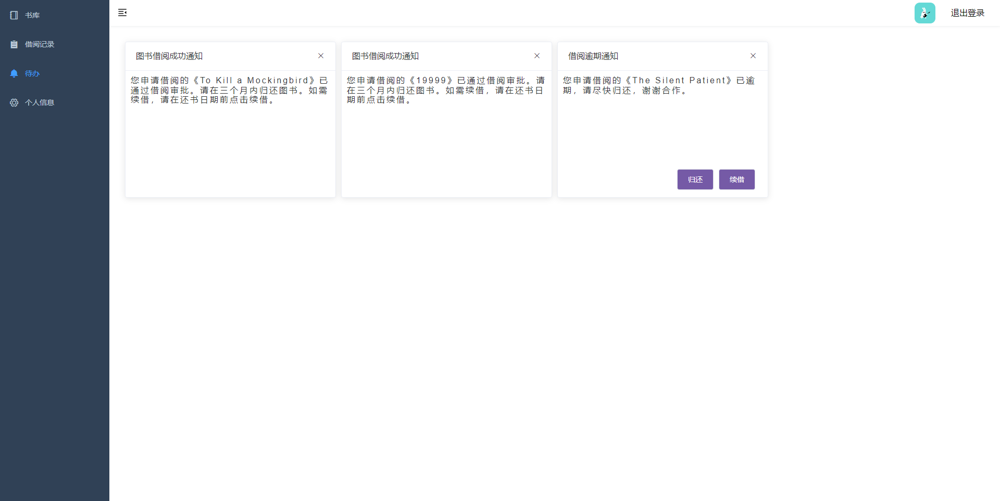 书库
借阅记录
待办
个人信息
退出登录
图书借阅成功通知
您申请借阅的《To Kill a Mockingbird》已
通过借阅审批。请在三个月内归还图书。如需
续借，请在还书日期前点击续借。
图书借阅成功通知
您申请借阅的《19999》已通过借阅审批。请
在三个月内归还图书。如需续借，请在还书日
期前点击续借。
借阅逾期通知
您申请借阅的《The Silent Patient》已逾
期，请尽快归还，谢谢合作。
归还
续借